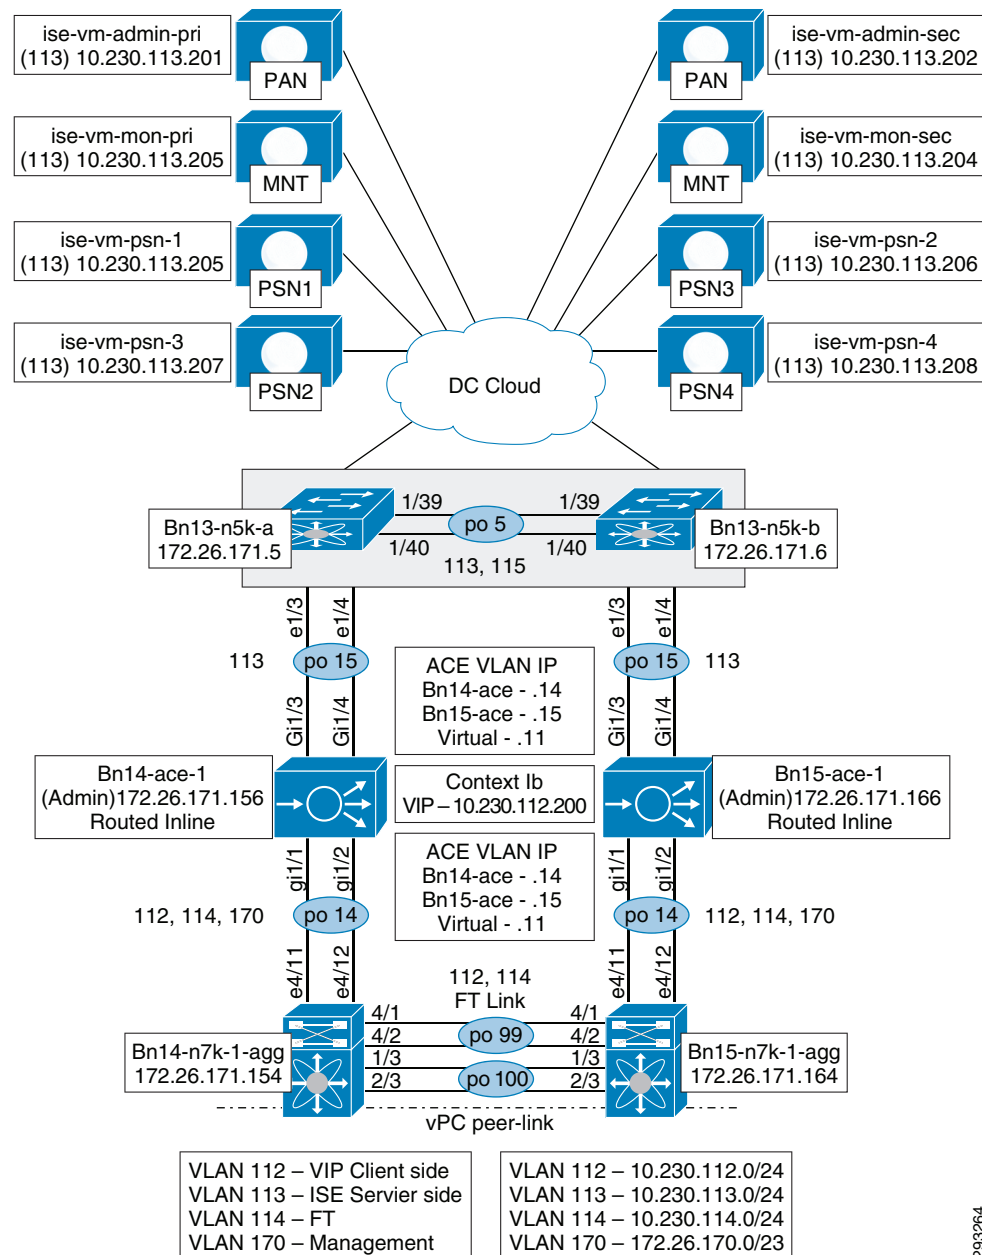 ise-vm-admin-pri
(113) 10.230.113.201
PAN
ise-vm-admin-sec
(113) 10.230.113.202
PAN
ise-vm-mon-pri
(113) 10.230.113.205
MNT
ise-vm-mon-sec
(113) 10.230.113.204
MNT
ise-vm-psn-1
(113) 10.230.113.205
PSN1
ise-vm-psn-2
(113) 10.230.113.206
PSN3
ise-vm-psn-3
(113) 10.230.113.207
PSN2
ise-vm-psn-4
(113) 10.230.113.208
PSN4
DC Cloud
Bn13-n5k-a
172.26.171.5
1/39
1/39
po 5
1/40
1/40
113, 115
Bn13-n5k-b
172.26.171.6
e1/3
e1/4
e1/3
e1/4
113
po 15
po 15
113
Gi1/3
Gi1/4
Gi1/3
Gi1/4
ACE VLAN IP
Bn14-ace - .14
Bn15-ace - .15
Virtual - .11
Bn14-ace-1
(Admin)172.26.171.156
Routed Inline
Context Ib
VIP – 10.230.112.200
Bn15-ace-1
(Admin)172.26.171.166
Routed Inline
gi1/1
gi1/2
gi1/1
gi1/2
ACE VLAN IP
Bn14-ace - .14
Bn15-ace - .15
Virtual - .11
112, 114, 170
po 14
po 14
112, 114, 170
e4/11
e4/12
e4/11
e4/12
112, 114
FT Link
4/1
4/1
4/2
po 99
4/2
1/3
1/3
2/3
po 100
2/3
Bn14-n7k-1-agg
172.26.171.154
Bn15-n7k-1-agg
172.26.171.164
vPC peer-link
VLAN 112 – VIP Client side
VLAN 113 – ISE Servier side
VLAN 114 – FT
VLAN 170 – Management
VLAN 112 – 10.230.112.0/24
VLAN 113 – 10.230.113.0/24
VLAN 114 – 10.230.114.0/24
VLAN 170 – 172.26.170.0/23
293264